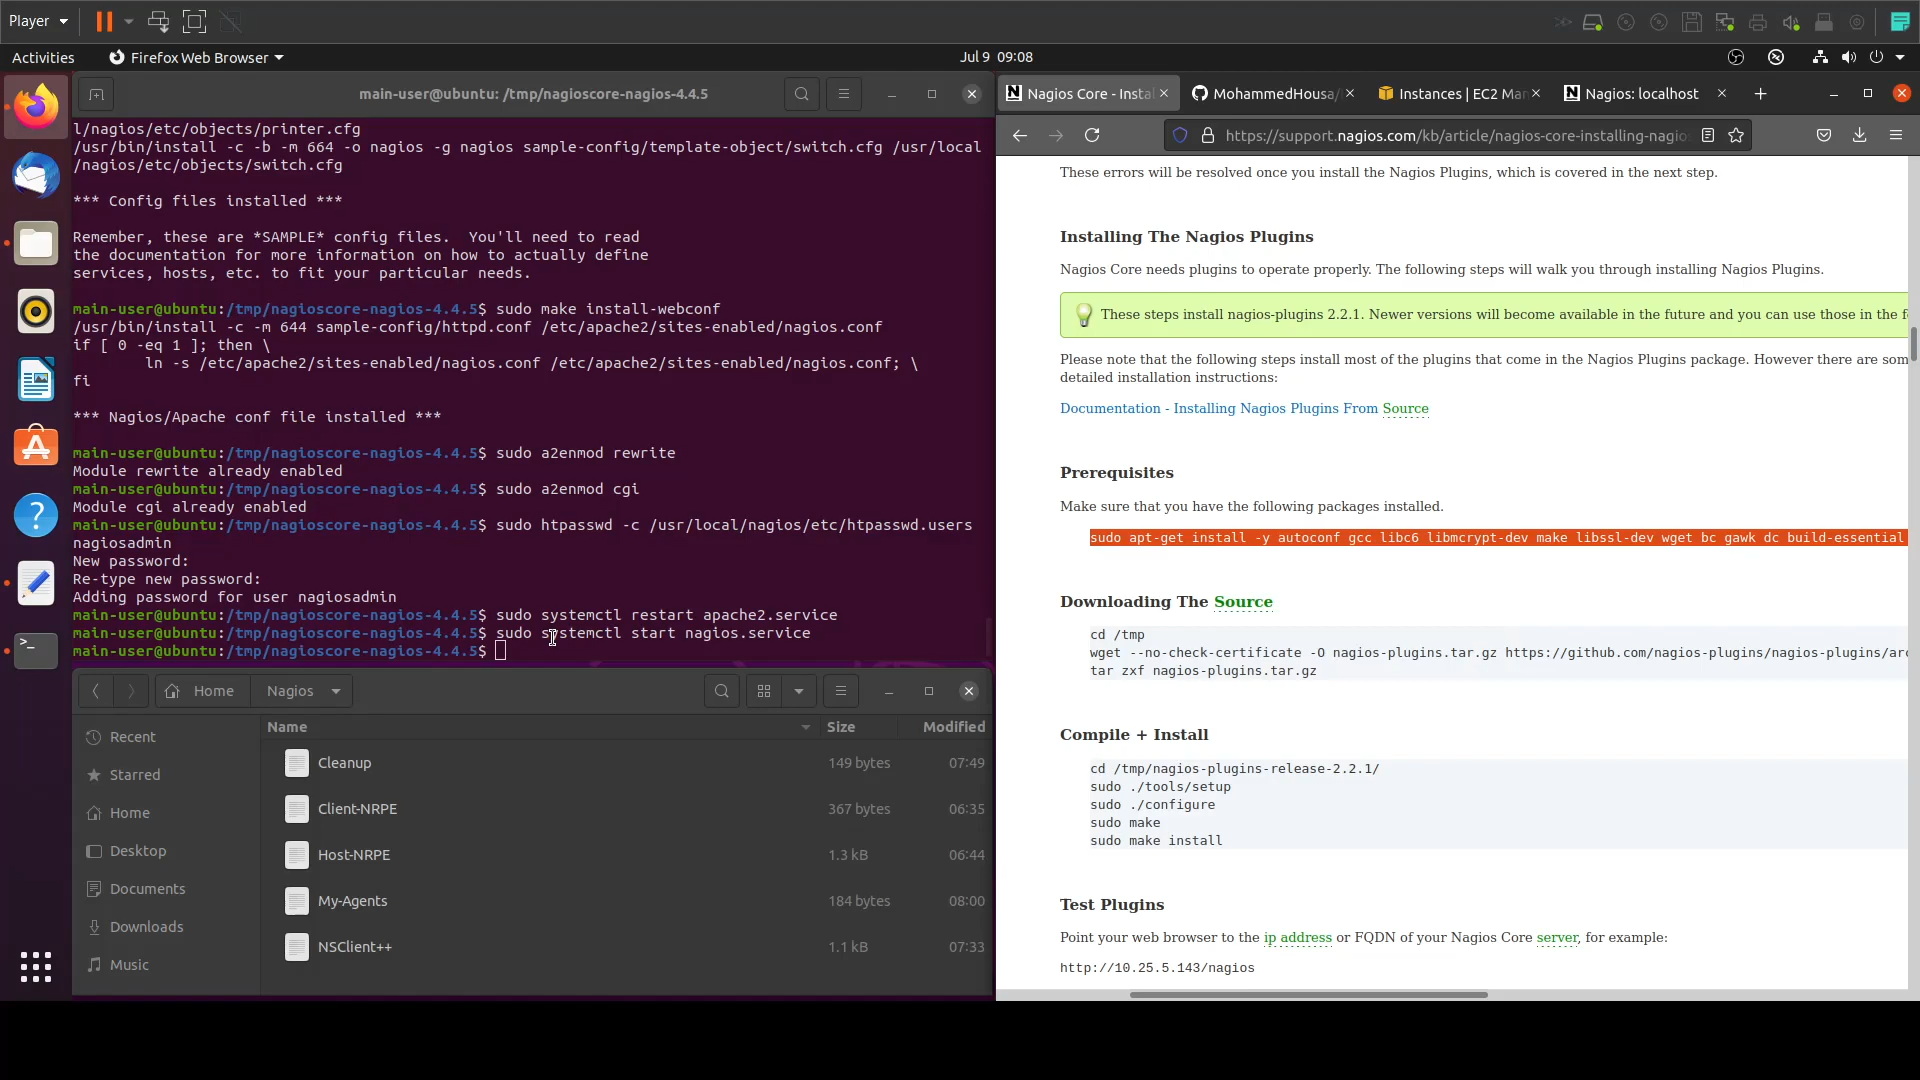 Player
Activities
Firefox Web Browser
Jul 9 09:08
main-user@ubuntu: /tmp/nagioscore-nagios-4.4.5
l/nagios/etc/objects/printer.cfg
/usr/bin/install -c -b -m 664 -o nagios -g nagios sample-config/template-object/switch.cfg /usr/local
/nagios/etc/objects/switch.cfg
*** Config files installed ***
Remember, these are *SAMPLE* config files.  You'll need to read
the documentation for more information on how to actually define
services, hosts, etc. to fit your particular needs.
main-user@ubuntu:/tmp/nagioscore-nagios-4.4.5$ sudo make install-webconf
/usr/bin/install -c -m 644 sample-config/httpd.conf /etc/apache2/sites-enabled/nagios.conf
if [ 0 -eq 1 ]; then \
ln -s /etc/apache2/sites-enabled/nagios.conf /etc/apache2/sites-enabled/nagios.conf; \
fi
*** Nagios/Apache conf file installed ***
main-user@ubuntu:/tmp/nagioscore-nagios-4.4.5$ sudo a2enmod rewrite
Module rewrite already enabled
main-user@ubuntu:/tmp/nagioscore-nagios-4.4.5$ sudo a2enmod cgi
Module cgi already enabled
main-user@ubuntu:/tmp/nagioscore-nagios-4.4.5$ sudo htpasswd -c /usr/local/nagios/etc/htpasswd.users
nagiosadmin
New password:
Re-type new password:
Adding password for user nagiosadmin
main-user@ubuntu:/tmp/nagioscore-nagios-4.4.5$ sudo systemctl restart apache2.service
main-user@ubuntu:/tmp/nagioscore-nagios-4.4.5$ sudo systemctl start nagios.service
main-user@ubuntu:/tmp/nagioscore-nagios-4.4.5$
Home
Nagios
Name
Size
Modified
Recent
Starred
Home
Desktop
Documents
Downloads
Music
Cleanup 149 bytes 07:49
Client-NRPE 367 bytes 06:35
Host-NRPE 1.3 kB 06:44
My-Agents 184 bytes 08:00
NSClient++ 1.1 kB 07:33
Nagios Core - Instal
MohammedHousa/
Instances | EC2 Man
Nagios: localhost
https://support.nagios.com/kb/article/nagios-core-installing-nagio
These errors will be resolved once you install the Nagios Plugins, which is covered in the next step.
Installing The Nagios Plugins
Nagios Core needs plugins to operate properly. The following steps will walk you through installing Nagios Plugins.
These steps install nagios-plugins 2.2.1. Newer versions will become available in the future and you can use those in the f
Please note that the following steps install most of the plugins that come in the Nagios Plugins package. However there are som
detailed installation instructions:
Documentation - Installing Nagios Plugins From Source
Prerequisites
Make sure that you have the following packages installed.
sudo apt-get install -y autoconf gcc libc6 libmcrypt-dev make libssl-dev wget bc gawk dc build-essential
Downloading The Source
cd /tmp
wget --no-check-certificate -O nagios-plugins.tar.gz https://github.com/nagios-plugins/nagios-plugins/arc
tar zxf nagios-plugins.tar.gz
Compile + Install
cd /tmp/nagios-plugins-release-2.2.1/
sudo ./tools/setup
sudo ./configure
sudo make
sudo make install
Test Plugins
Point your web browser to the ip address or FQDN of your Nagios Core server, for example:
http://10.25.5.143/nagios